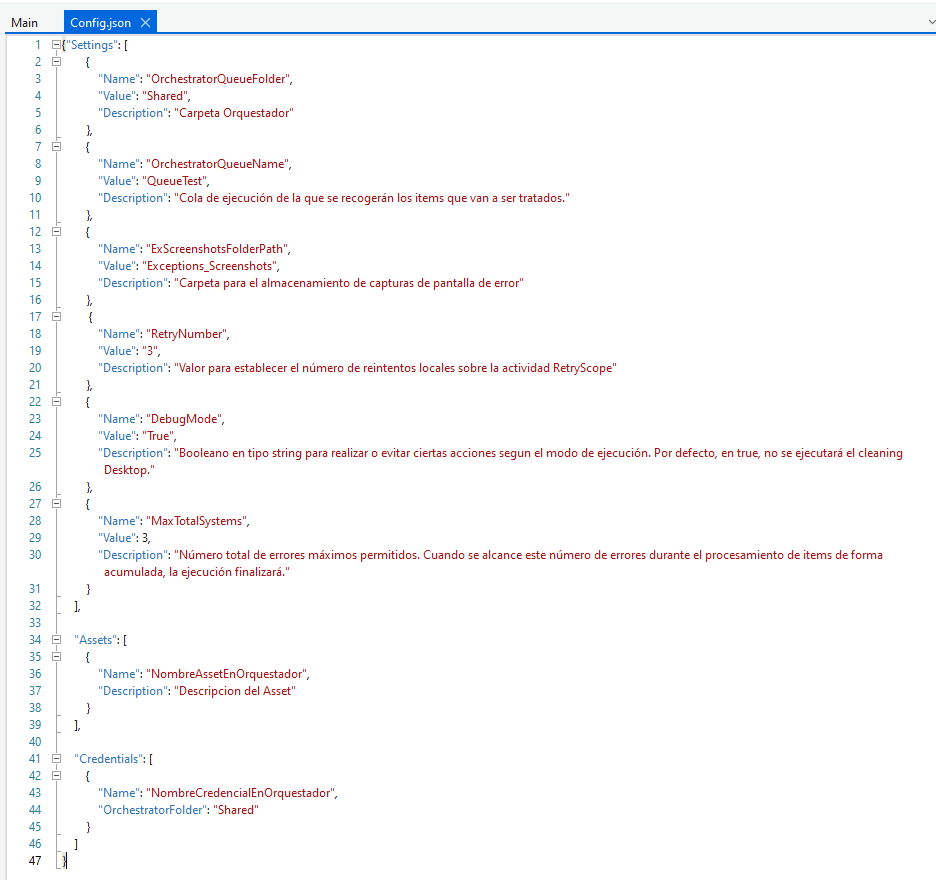 Main
Config.json
1 {"Settings": [
2 {
3 "Name": "OrchestratorQueueFolder",
4 "Value": "Shared",
5 "Description": "Carpeta Orquestador"
6 },
7 {
8 "Name": "OrchestratorQueueName",
9 "Value": "QueueTest",
10 "Description": "Cola de ejecución de la que se recogerán los items que van a ser tratados."
11 },
12 {
13 "Name": "ExScreenshotsFolderPath",
14 "Value": "Exceptions_Screenshots",
15 "Description": "Carpeta para el almacenamiento de capturas de pantalla de error"
16 },
17 {
18 "Name": "RetryNumber",
19 "Value": "3",
20 "Description": "Valor para establecer el número de reintentos locales sobre la actividad RetryScope"
21 },
22 {
23 "Name": "DebugMode",
24 "Value": "True",
25 "Description": "Booleano en tipo string para realizar o evitar ciertas acciones segun el modo de ejecución. Por defecto, en true, no se ejecutará el cleaning
Desktop."
26 },
27 {
28 "Name": "MaxTotalSystems",
29 "Value": 3,
30 "Description": "Número total de errores máximos permitidos. Cuando se alcance este número de errores durante el procesamiento de items de forma
acumulada, la ejecución finalizará."
31 }
32 ],
33
34 "Assets": [
35 {
36 "Name": "NombreAssetEnOrquestador",
37 "Description": "Descripcion del Asset"
38 }
39 ],
40
41 "Credentials": [
42 {
43 "Name": "NombreCredencialEnOrquestador",
44 "OrchestratorFolder": "Shared"
45 }
46 ]
47 }